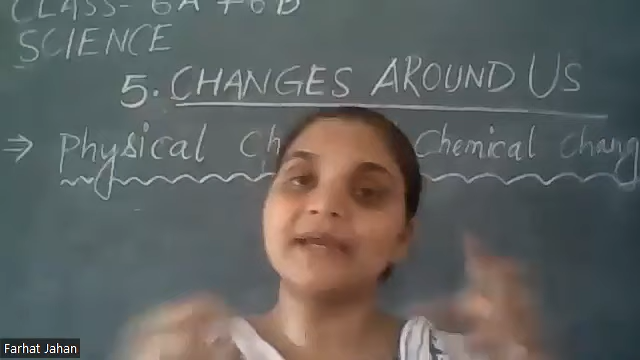 CLASS- 6A + 6B
SCIENCE
5. CHANGES AROUND US
⇒ Physical Ch Chemical Chang
Farhat Jahan